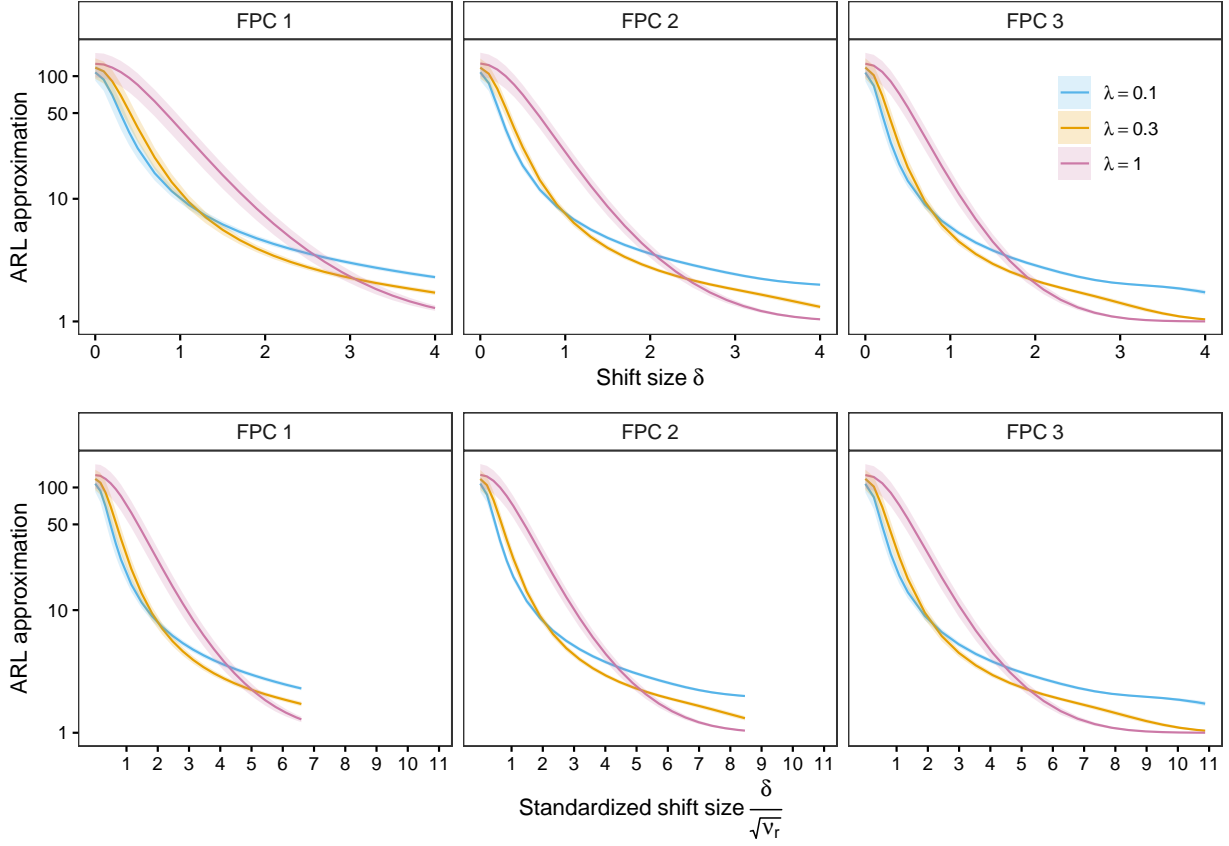 FPC 1 FPC 2 FPC 3
100
50
10
1
ARL approximation
λ = 0.1
λ = 0.3
λ = 1
0 1 2 3 4 0 1 2 3 4 0 1 2 3 4
Shift size δ
FPC 1 FPC 2 FPC 3
100
50
10
1
ARL approximation
1 2 3 4 5 6 7 8 9 10 11 1 2 3 4 5 6 7 8 9 10 11 1 2 3 4 5 6 7 8 9 10 11
Standardized shift size δ/√νr